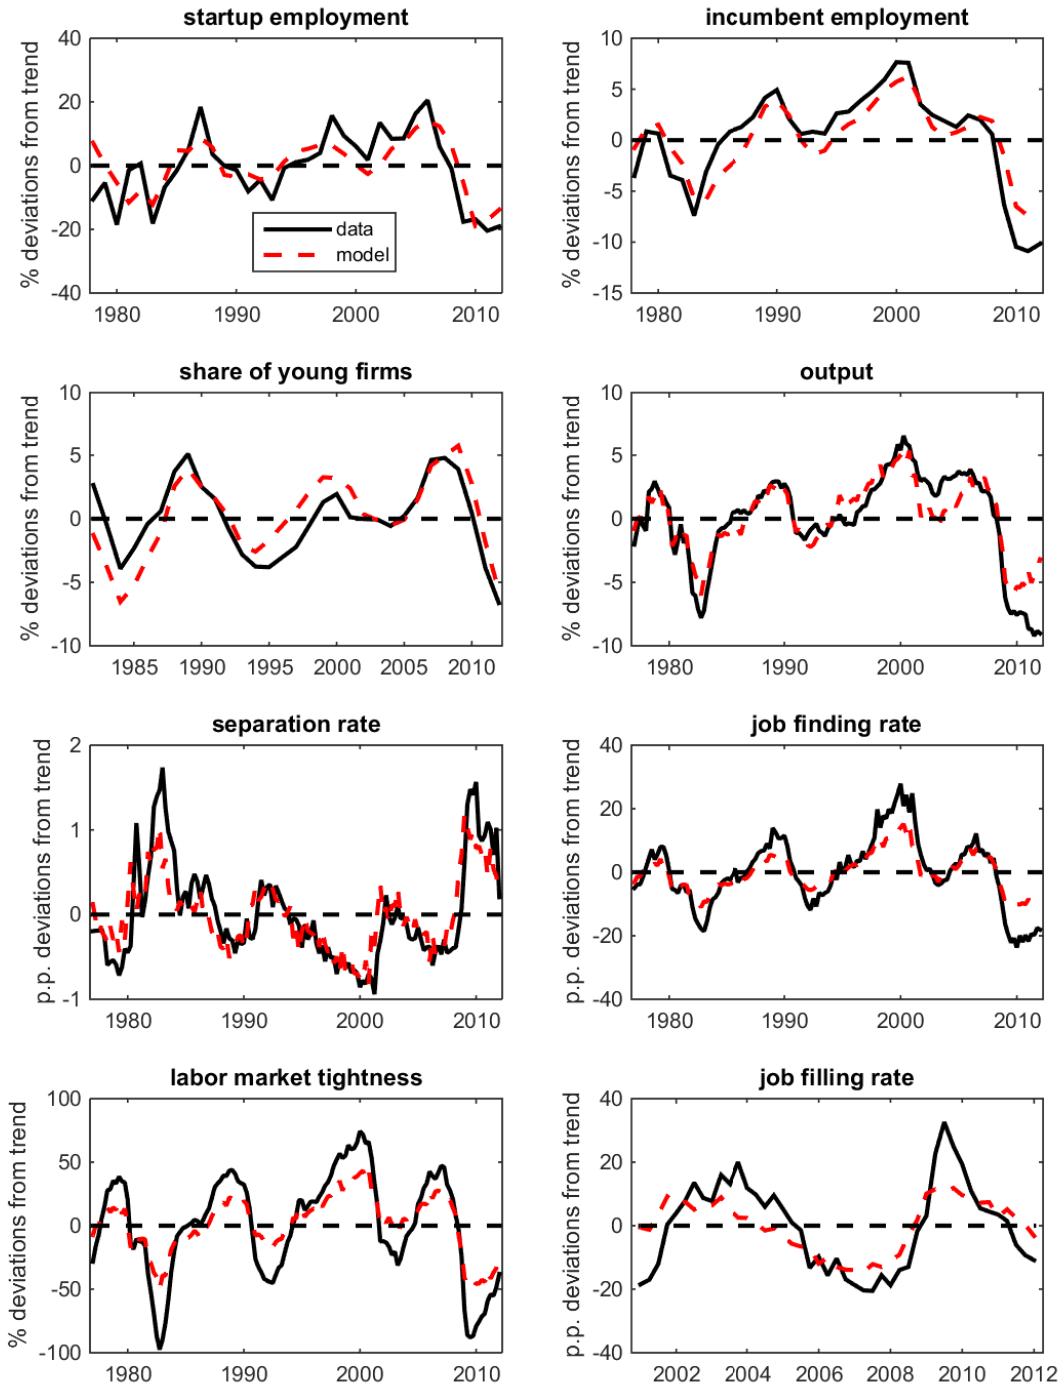 startup employment
% deviations from trend
40
20
0
-20
-40
data
model
1980 1990 2000 2010
incumbent employment
% deviations from trend
10
5
0
-5
-10
-15
1980 1990 2000 2010
share of young firms
% deviations from trend
10
5
0
-5
-10
1985 1990 1995 2000 2005 2010
output
% deviations from trend
10
5
0
-5
-10
1980 1990 2000 2010
separation rate
p.p. deviations from trend
2
1
0
-1
1980 1990 2000 2010
job finding rate
p.p. deviations from trend
40
20
0
-20
-40
1980 1990 2000 2010
labor market tightness
% deviations from trend
100
50
0
-50
-100
1980 1990 2000 2010
job filling rate
p.p. deviations from trend
40
20
0
-20
-40
2002 2004 2006 2008 2010 2012